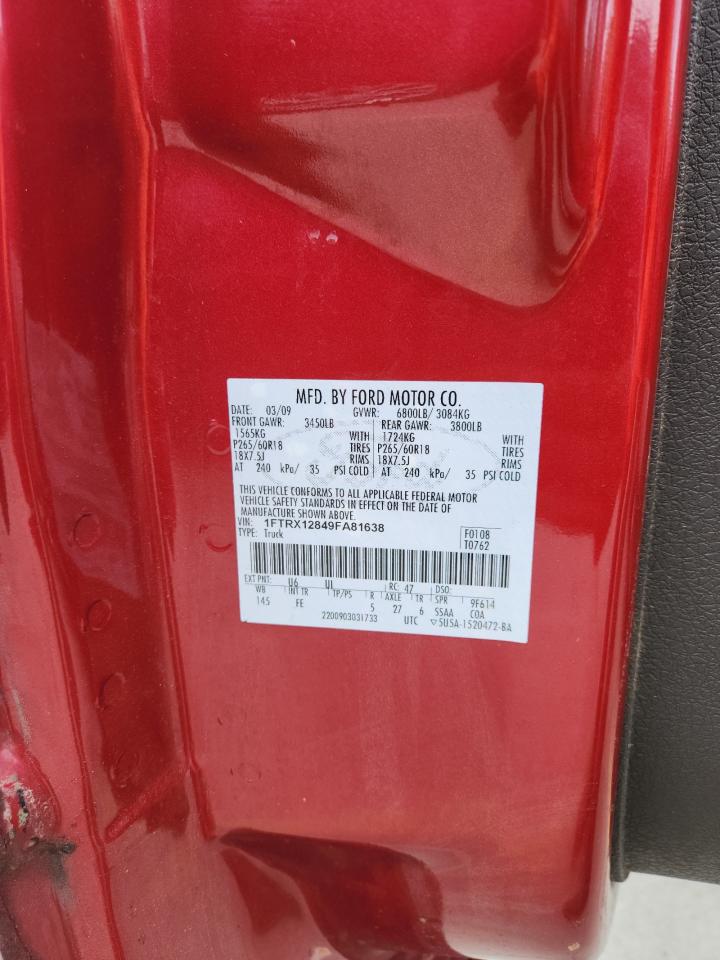 MFD. BY FORD MOTOR CO.
DATE: 03/09 GVWR: 6800LB/ 3084KG
FRONT GAWR: 3450LB REAR GAWR: 3800LB
1565KG WITH 1724KG WITH
P265/60R18 TIRES P265/60R18 TIRES
18X7.5J RIMS 18X7.5J RIMS
AT 240 kPa/ 35 PSI COLD AT 240 kPa/ 35 PSI COLD
THIS VEHICLE CONFORMS TO ALL APPLICABLE FEDERAL MOTOR
VEHICLE SAFETY STANDARDS IN EFFECT ON THE DATE OF
MANUFACTURE SHOWN ABOVE.
VIN: 1FTRX12849FA81638 F0108
TYPE: Truck T0762
EXT PNT: U6 UL RC: 47 DSO:
WB INT TR TP/PS R AXLE TR SPR 9F614
145 FE 5 27 6 SSAA COA
2200903031733 UTC ▽5U5A-1520472-BA